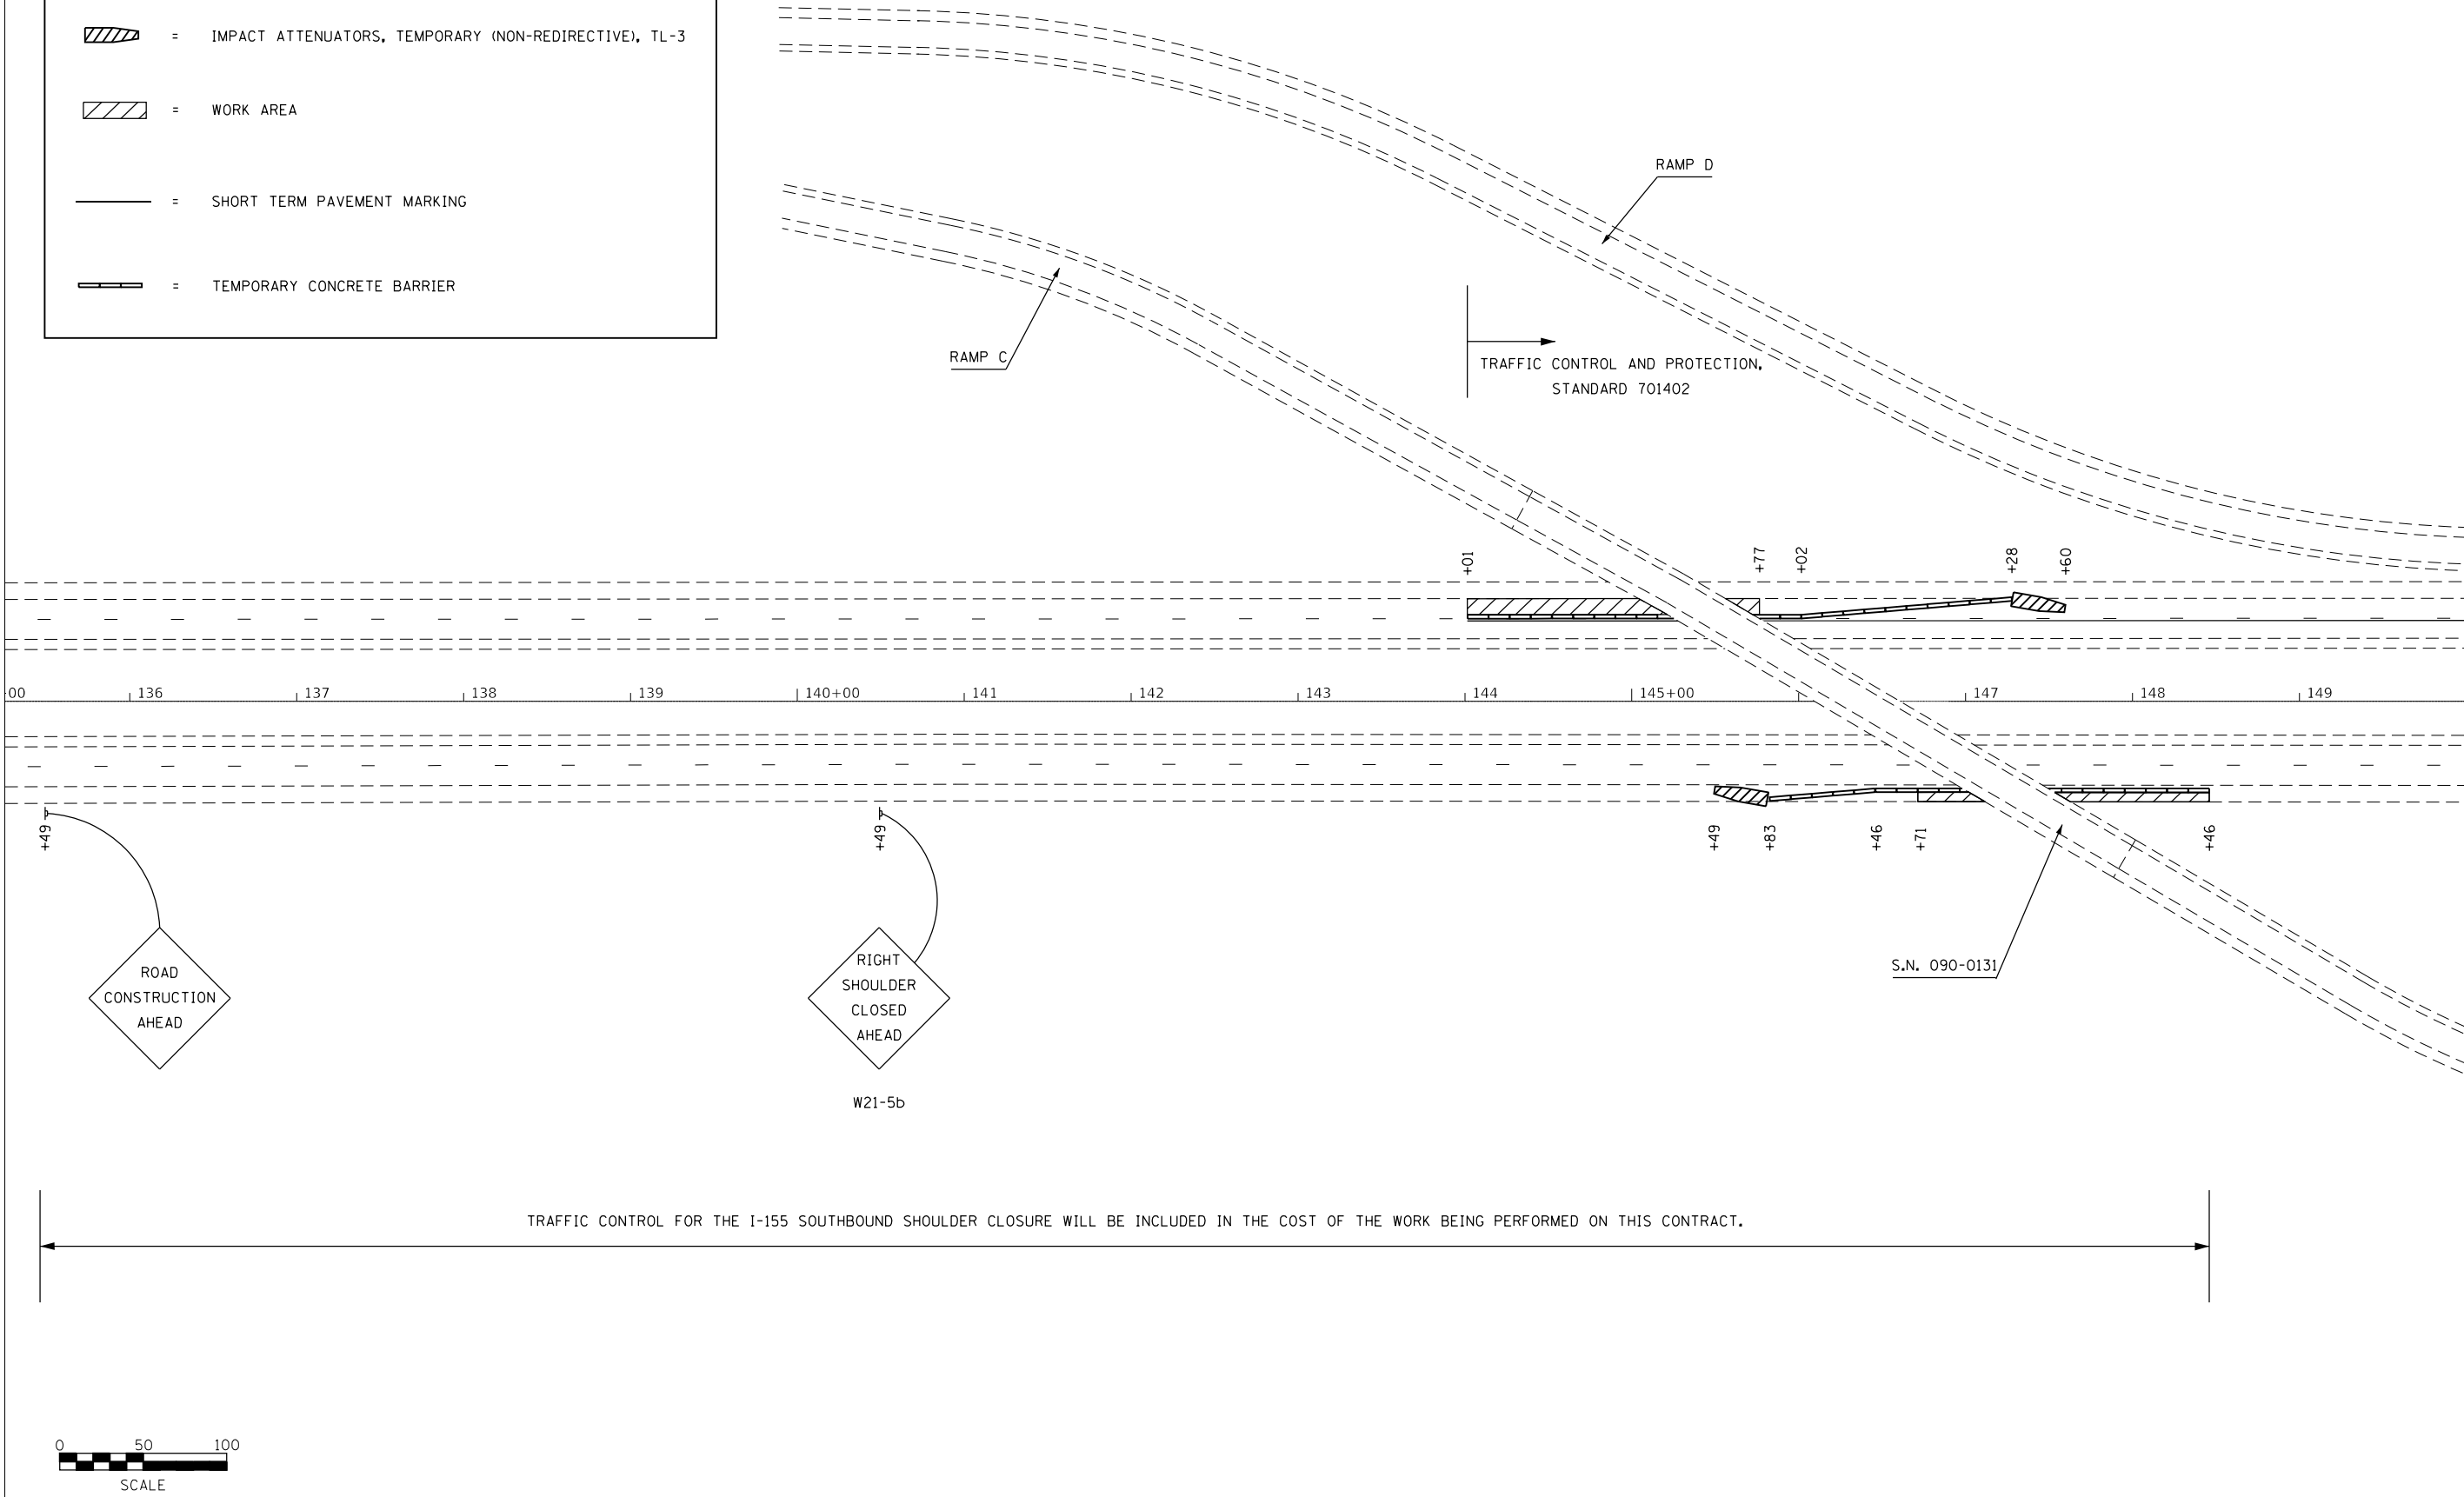 = IMPACT ATTENUATORS, TEMPORARY (NON-REDIRECTIVE), TL-3
= WORK AREA
= SHORT TERM PAVEMENT MARKING
= TEMPORARY CONCRETE BARRIER
RAMP D
RAMP C
TRAFFIC CONTROL AND PROTECTION,
STANDARD 701402
+01 +77 +02 +28 +60
+00 136 137 138 139 140+00 141 142 143 144 145+00 147 148 149
+49 +49 +49 +83 +46 +71 +46
ROAD
CONSTRUCTION
AHEAD
RIGHT
SHOULDER
CLOSED
AHEAD
W21-5b
S.N. 090-0131
TRAFFIC CONTROL FOR THE I-155 SOUTHBOUND SHOULDER CLOSURE WILL BE INCLUDED IN THE COST OF THE WORK BEING PERFORMED ON THIS CONTRACT.
0 50 100
SCALE